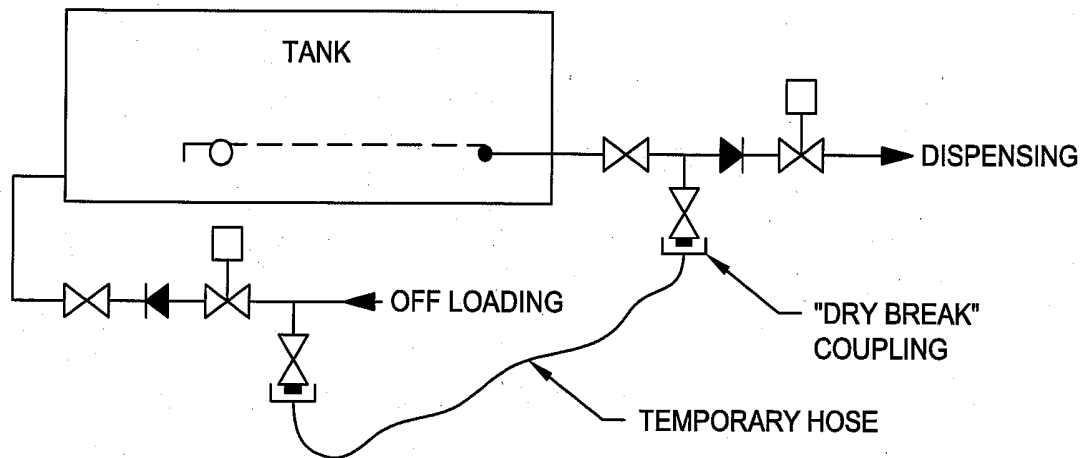 TANK
DISPENSING
OFF LOADING
"DRY BREAK"
COUPLING
TEMPORARY HOSE